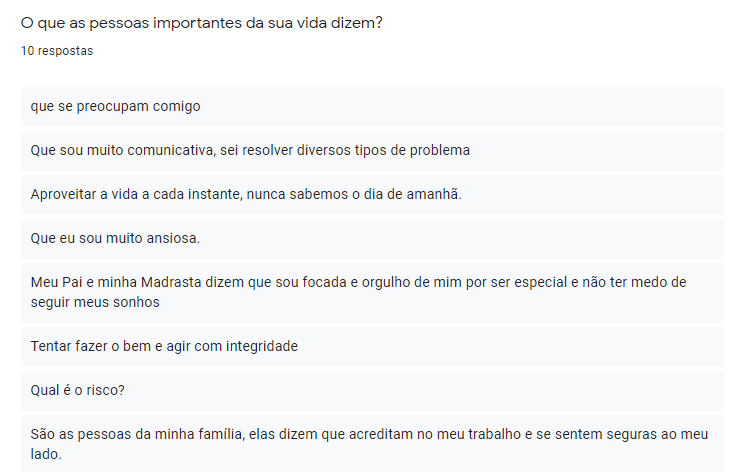 O que as pessoas importantes da sua vida dizem?
10 respostas
que se preocupam comigo
Que sou muito comunicativa, sei resolver diversos tipos de problema
Aproveitar a vida a cada instante, nunca sabemos o dia de amanhã.
Que eu sou muito ansiosa.
Meu Pai e minha Madrasta dizem que sou focada e orgulho de mim por ser especial e não ter medo de
seguir meus sonhos
Tentar fazer o bem e agir com integridade
Qual é o risco?
São as pessoas da minha família, elas dizem que acreditam no meu trabalho e se sentem seguras ao meu
lado.